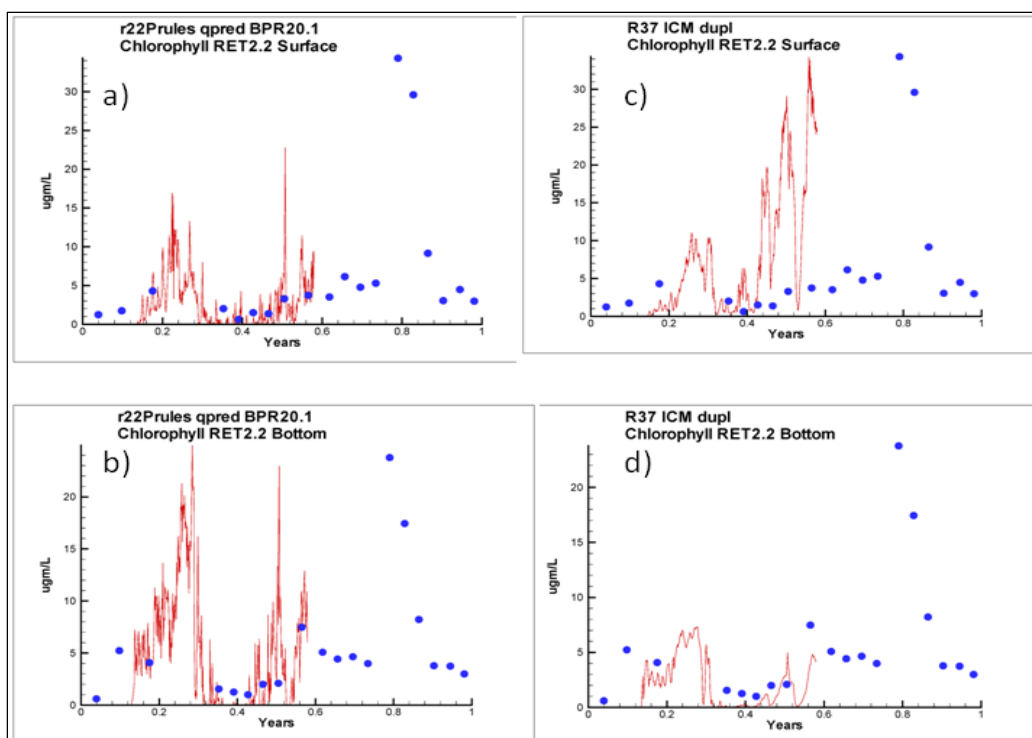 r22Prules qpred BPR20.1
Chlorophyll RET2.2 Surface
a)
ugm/L
30
25
20
15
10
5
0
0 0.2 0.4 0.6 0.8 1
Years
R37 ICM dupl
Chlorophyll RET2.2 Surface
c)
ugm/L
30
25
20
15
10
5
0
0 0.2 0.4 0.6 0.8 1
Years
r22Prules qpred BPR20.1
Chlorophyll RET2.2 Bottom
b)
ugm/L
20
15
10
5
0
0 0.2 0.4 0.6 0.8 1
Years
R37 ICM dupl
Chlorophyll RET2.2 Bottom
d)
ugm/L
20
15
10
5
0
0 0.2 0.4 0.6 0.8 1
Years